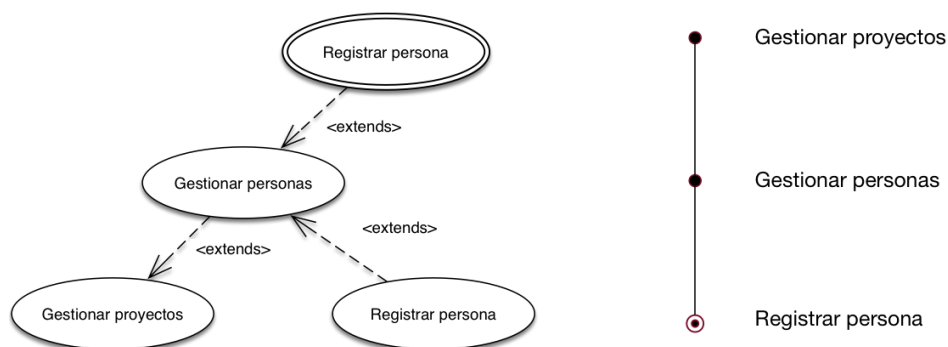 Registrar persona
<extends>
Gestionar personas
<extends>
<extends>
Gestionar proyectos
Registrar persona
Gestionar proyectos
Gestionar personas
Registrar persona